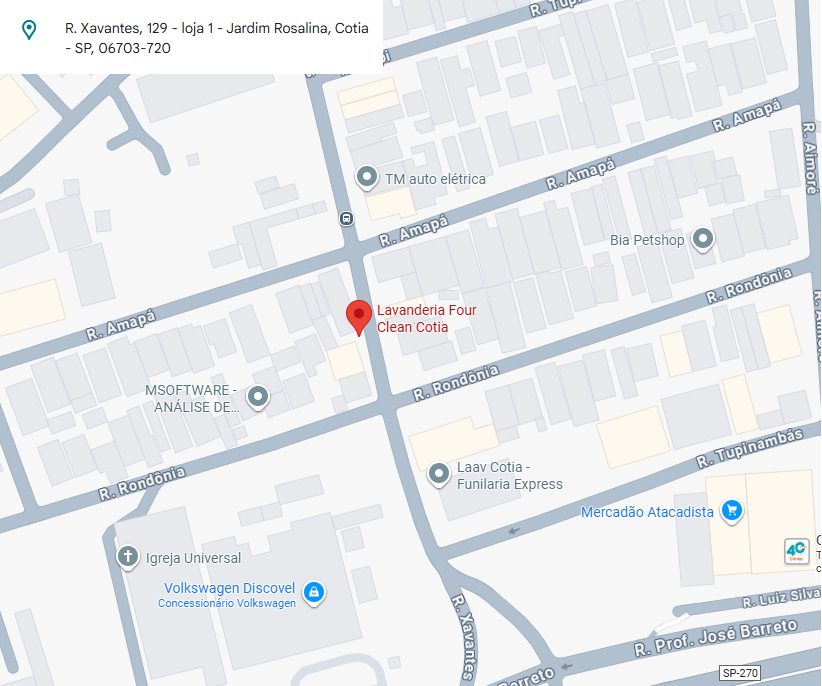 R. Xavantes, 129 - loja 1 - Jardim Rosalina, Cotia
- SP, 06703-720
R. Amapá
TM auto elétrica
R. Amapá
R. Amapá
R. Aimoré
Bia Petshop
R. Amapá
R. Rondônia
Lavanderia Four
Clean Cotia
MSOFTWARE -
ANÁLISE DE...
R. Rondônia
R. Rondônia
R. Tupinambás
Laav Cotia -
Funilaria Express
Mercadão Atacadista
Igreja Universal
Volkswagen Discovel
Concessionário Volkswagen
4C
R. Xavantes
R. Luiz Silva
R. Prof. José Barreto
Barreto
SP-270